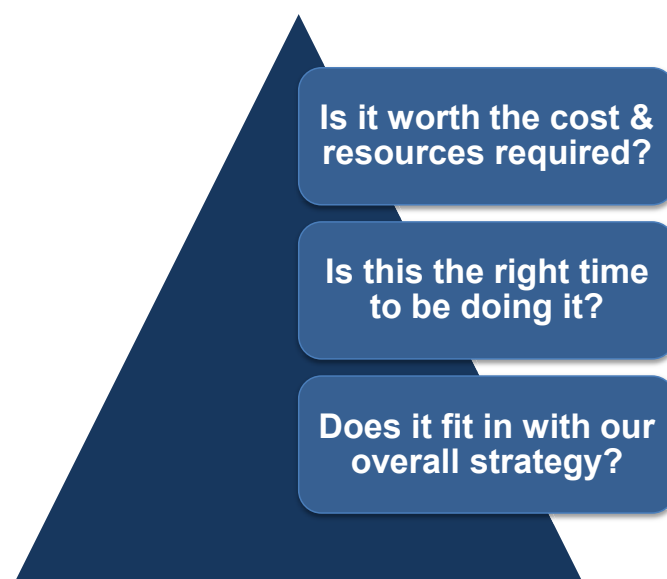 Is it worth the cost &
resources required?
Is this the right time
to be doing it?
Does it fit in with our
overall strategy?